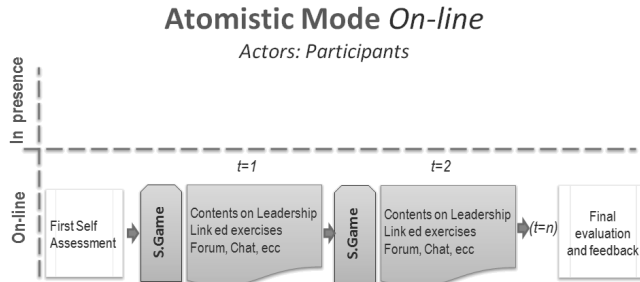 Atomistic Mode On-line
Actors: Participants
In presence
On-line
t=1
t=2
First Self
Assessment
S.Game
Contents on Leadership
Link ed exercises
Forum, Chat, ecc
S.Game
Contents on Leadership
Link ed exercises
Forum, Chat, ecc
(t=n)
Final
evaluation
and feedback